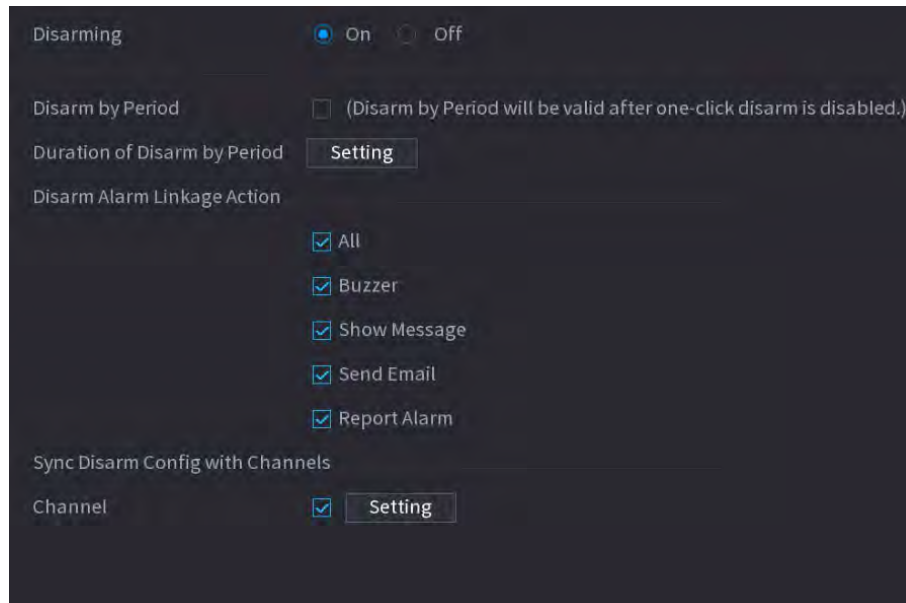 Disarming On Off
Disarm by Period (Disarm by Period will be valid after one-click disarm is disabled.)
Duration of Disarm by Period Setting
Disarm Alarm Linkage Action
All
Buzzer
Show Message
Send Email
Report Alarm
Sync Disarm Config with Channels
Channel Setting